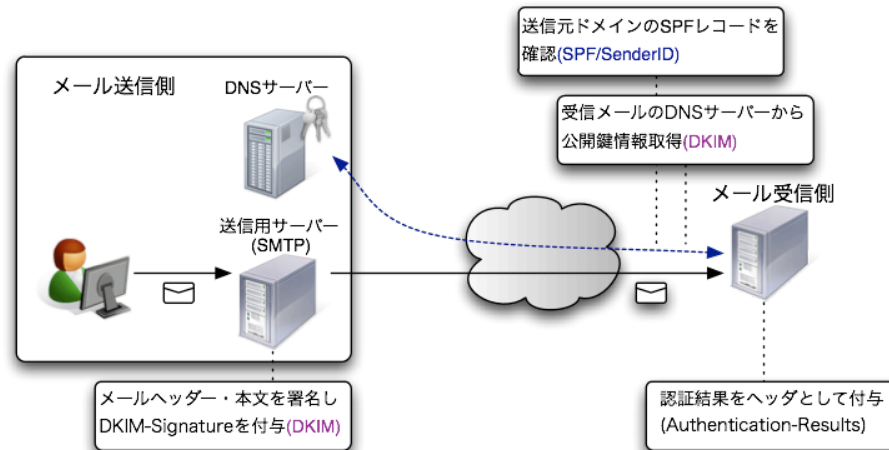 送信元ドメインのSPFレコードを
確認(SPF/SenderID)
メール送信側
DNSサーバー
受信メールのDNSサーバーから
公開鍵情報取得(DKIM)
メール受信側
送信用サーバー
(SMTP)
メールヘッダー・本文を署名し
DKIM-Signatureを付与(DKIM)
認証結果をヘッダとして付与
(Authentication-Results)